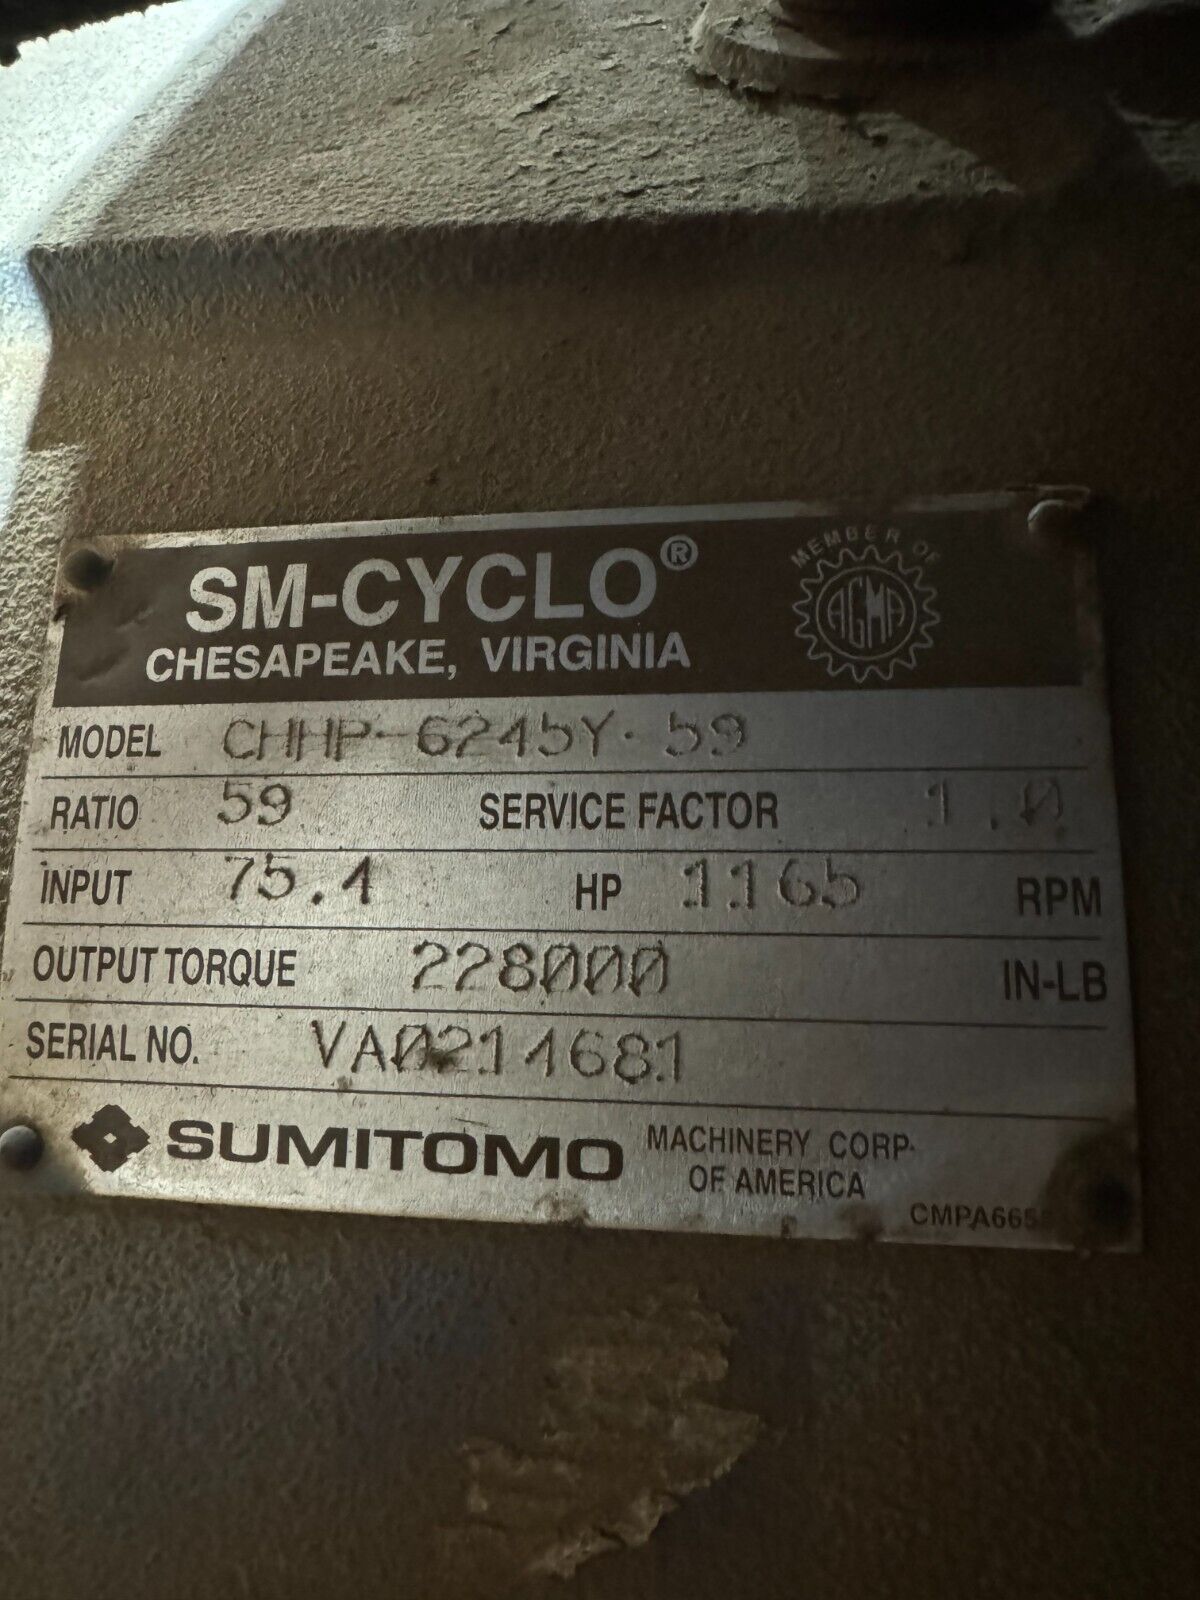 SM-CYCLO®
MEMBER OF
AGMA
CHESAPEAKE, VIRGINIA
MODEL CHHP-6245Y-59
RATIO 59 SERVICE FACTOR 1.0
INPUT 75.4 HP 1165 RPM
OUTPUT TORQUE 228000 IN-LB
SERIAL NO. VA0214681
SUMITOMO MACHINERY CORP.
OF AMERICA